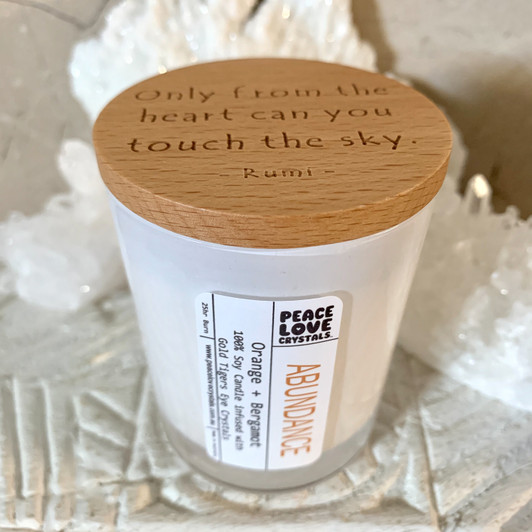 Only from the
heart can you
touch the sky.
- Rumi -
PEACE
LOVE
CRYSTALS
ABUNDANCE
Orange + Bergamot
100% Soy Candle Infused with
Gold Tigers Eye Crystals
25hr Burn